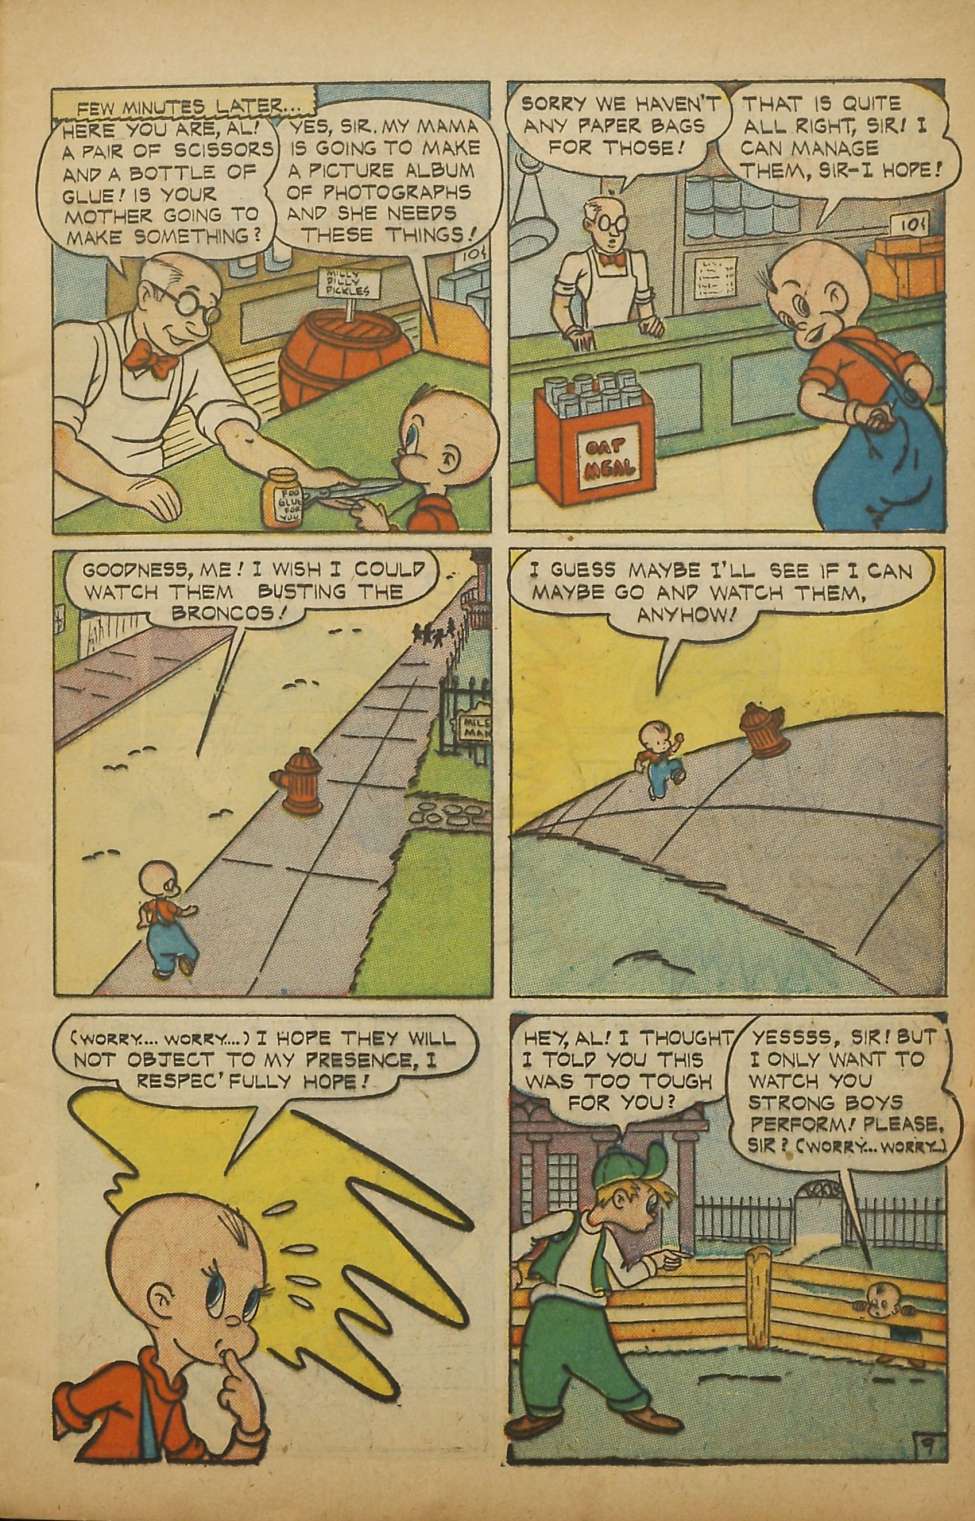 FEW MINUTES LATER...
HERE YOU ARE, AL!
A PAIR OF SCISSORS
AND A BOTTLE OF
GLUE! IS YOUR
MOTHER GOING TO
MAKE SOMETHING?
YES, SIR. MY MAMA
IS GOING TO MAKE
A PICTURE ALBUM
OF PHOTOGRAPHS
AND SHE NEEDS
THESE THINGS!
10¢
MILLY
DILLY
PICKLES
GLUE
FOR
YOU
SORRY WE HAVEN'T
ANY PAPER BAGS
FOR THOSE!
THAT IS QUITE
ALL RIGHT, SIR! I
CAN MANAGE
THEM, SIR-I HOPE!
10¢
OAT
MEAL
GOODNESS, ME! I WISH I COULD
WATCH THEM BUSTING THE
BRONCOS!
MILE
MAN
I GUESS MAYBE I'LL SEE IF I CAN
MAYBE GO AND WATCH THEM,
ANYHOW!
(WORRY... WORRY...) I HOPE THEY WILL
NOT OBJECT TO MY PRESENCE, I
RESPEC'FULLY HOPE!
HEY, AL! I THOUGHT
I TOLD YOU THIS
WAS TOO TOUGH
FOR YOU?
YESSSS, SIR! BUT
I ONLY WANT TO
WATCH YOU
STRONG BOYS
PERFORM! PLEASE,
SIR? (WORRY... WORRY..)
9